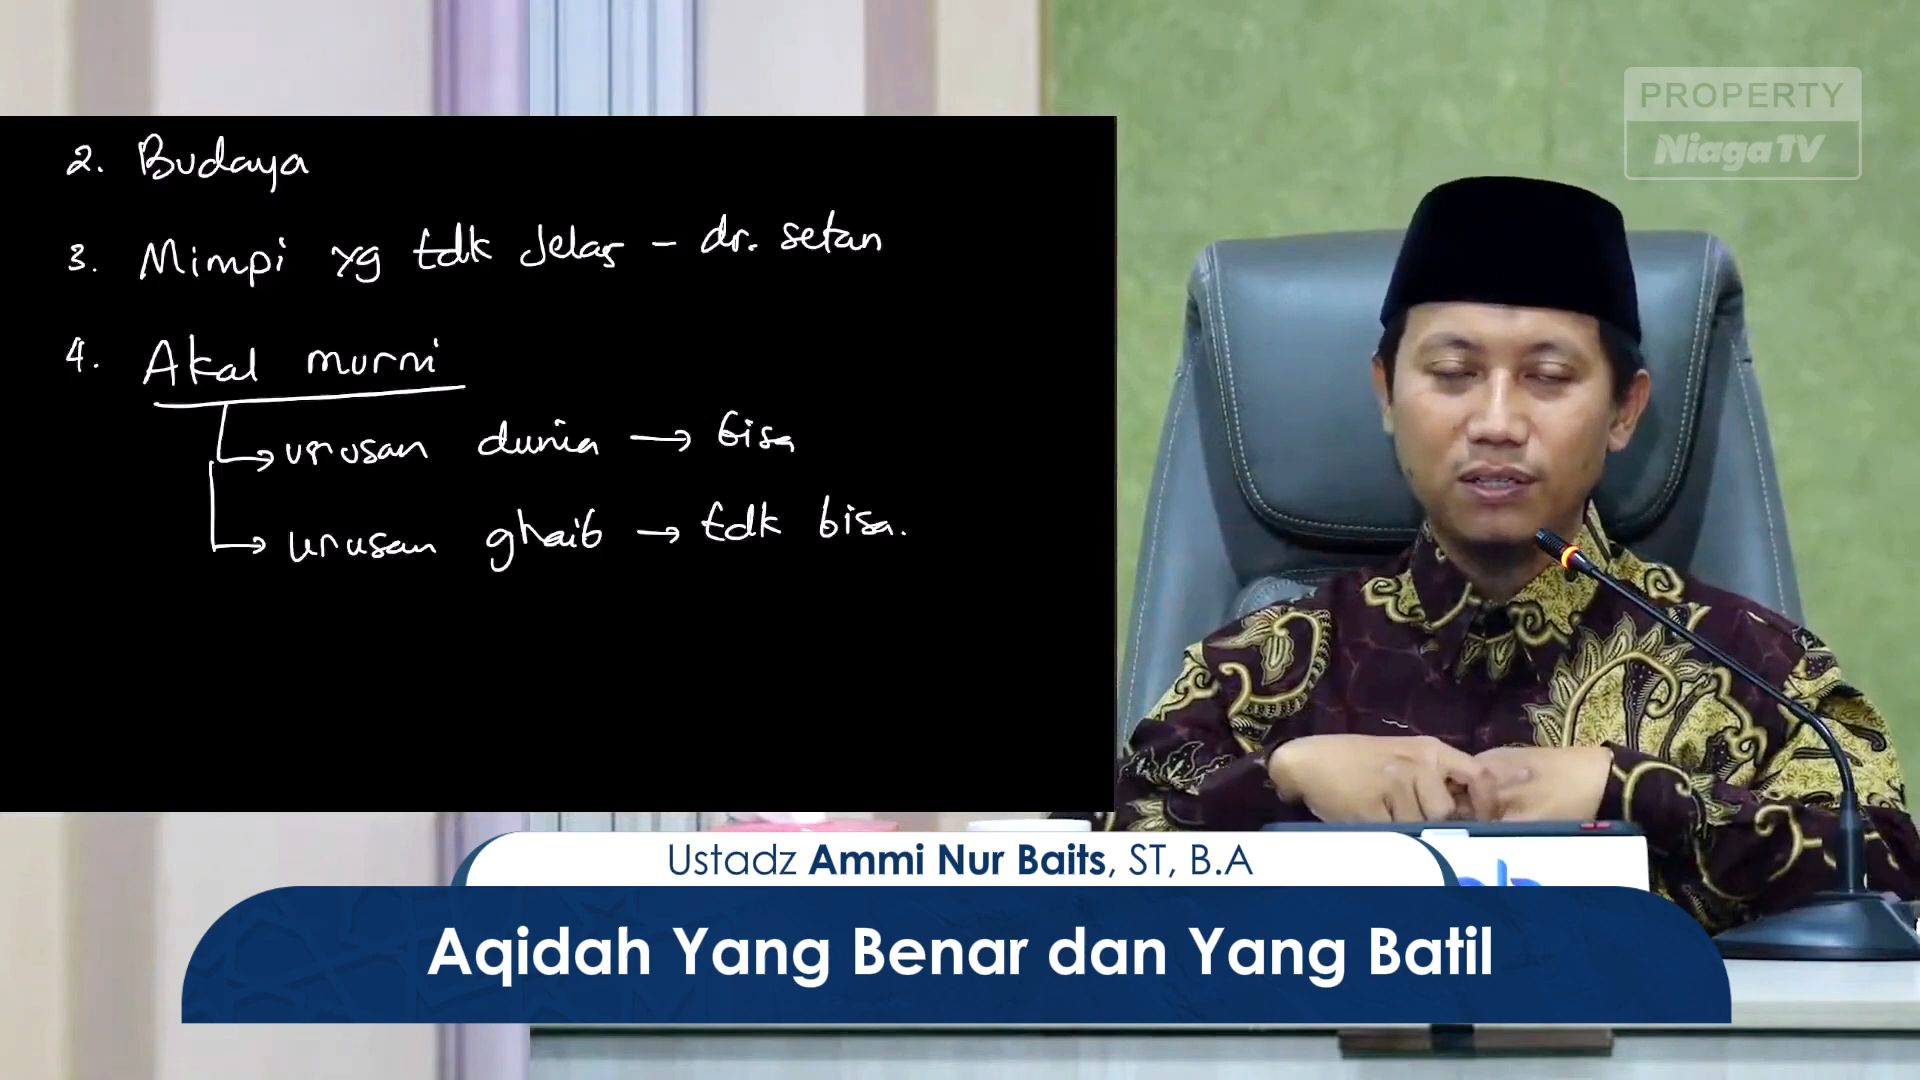 PROPERTY
NiagaTV
2. Budaya
3. Mimpi yg tdk Jelas - dr. setan
4. Akal murni
urusan dunia → bisa
urusan ghaib → tdk bisa.
Ustadz Ammi Nur Baits, ST, B.A
Aqidah Yang Benar dan Yang Batil